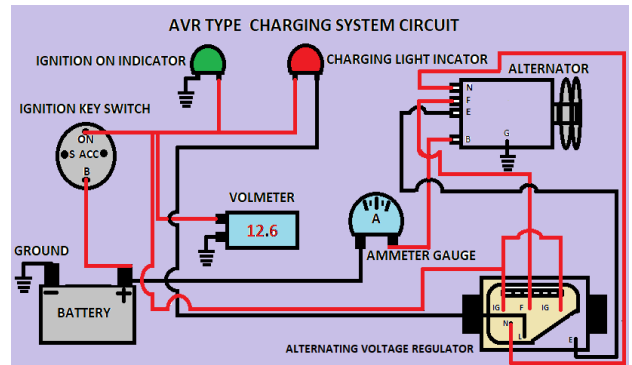 AVR TYPE CHARGING SYSTEM CIRCUIT
IGNITION ON INDICATOR
CHARGING LIGHT INCATOR
ALTERNATOR
IGNITION KEY SWITCH
N
F
E
ON
S ACC
B
B
G
VOLMETER
12.6
A
GROUND
AMMETER GAUGE
BATTERY
IG
F
IG
N
L
E
ALTERNATING VOLTAGE REGULATOR